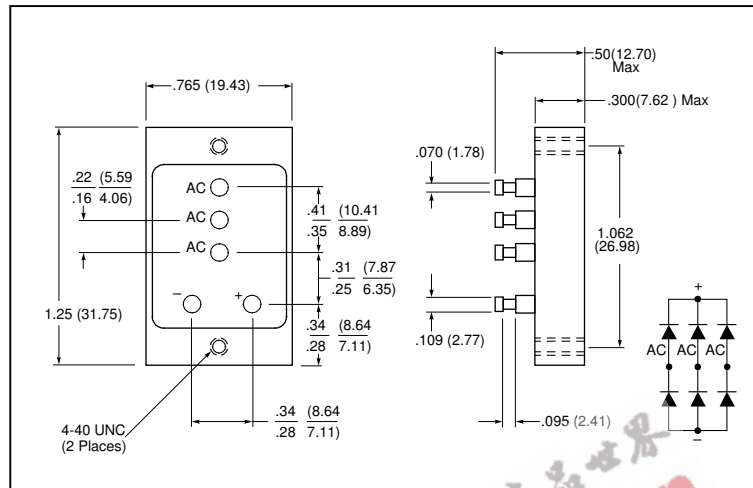 .765 (19.43)
.50(12.70)
Max
.300(7.62 ) Max
.070 (1.78)
.22 (5.59
.16 4.06)
AC
AC
AC
.41 (10.41
.35 8.89)
.31 (7.87
.25 6.35)
1.062
(26.98)
1.25 (31.75)
− +
.34 (8.64
.28 7.11)
.109 (2.77)
4-40 UNC
(2 Places)
.34 (8.64
.28 7.11)
.095 (2.41)
+
AC AC AC
−
世界